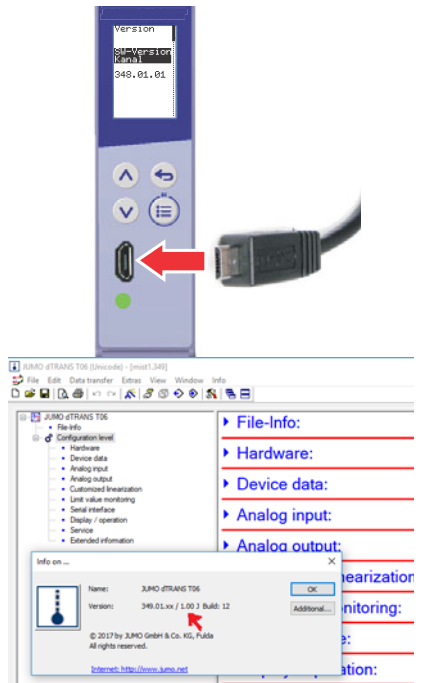 Version
SW-Version
Kanal
348.01.01
JUMO dTRANS T06 (Unicode) - [mist1.349]
File Edit Data transfer Extras View Window Info
JUMO dTRANS T06
File-Info
Configuration level
Hardware
Device data
Analog input
Analog output
Customized linearization
Limit value monitoring
Serial interface
Display / operation
Service
Extended information
File-Info:
Hardware:
Device data:
Analog input:
Analog output:
nearization
nitoring:
e:
ration:
Info on ...
Name: JUMO dTRANS T06
Version: 349.01.xx / 1.00 J Build: 12
OK
Additional...
© 2017 by JUMO GmbH & Co. KG, Fulda
All rights reserved.
Internet: http://www.jumo.net